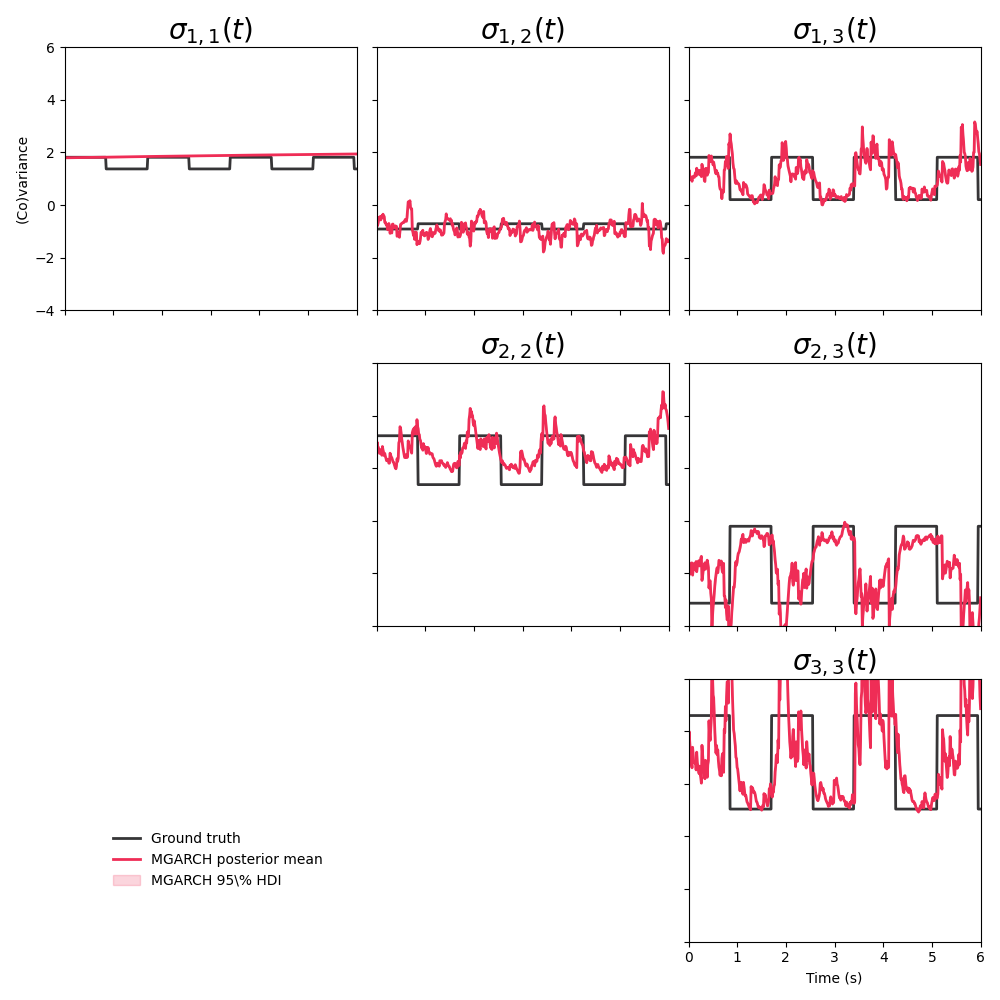 σ1,1(t)
σ1,2(t)
σ1,3(t)
6
4
2
0
−2
−4
(Co)variance
σ2,2(t)
σ2,3(t)
σ3,3(t)
Ground truth
MGARCH posterior mean
MGARCH 95\% HDI
0 1 2 3 4 5 6
Time (s)